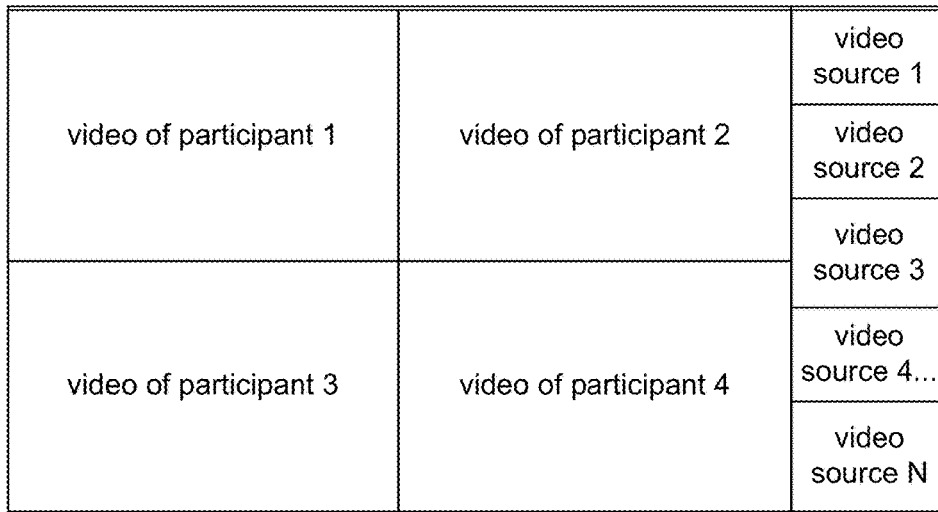 video of participant 1
video of participant 2
video
source 1
video
source 2
video
source 3
video of participant 3
video of participant 4
video
source 4...
video
source N